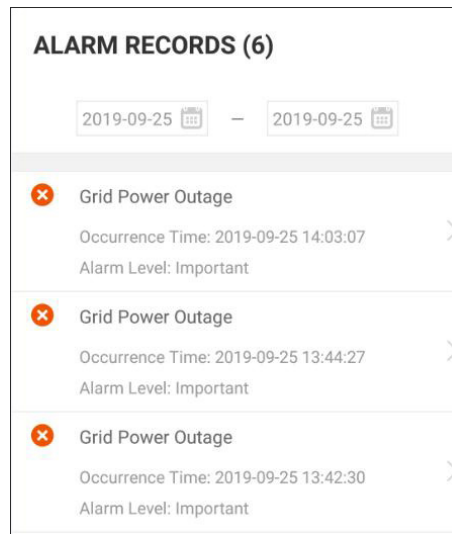 ALARM RECORDS (6)
2019-09-25 – 2019-09-25
Grid Power Outage
Occurrence Time: 2019-09-25 14:03:07
Alarm Level: Important
Grid Power Outage
Occurrence Time: 2019-09-25 13:44:27
Alarm Level: Important
Grid Power Outage
Occurrence Time: 2019-09-25 13:42:30
Alarm Level: Important